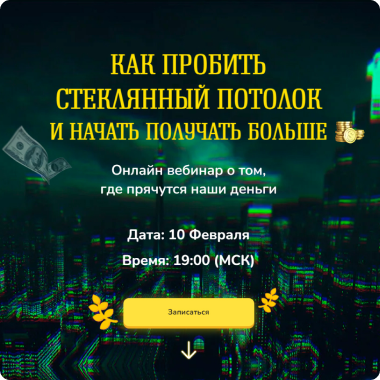 КАК ПРОБИТЬ
СТЕКЛЯННЫЙ ПОТОЛОК
И НАЧАТЬ ПОЛУЧАТЬ БОЛЬШЕ
Онлайн вебинар о том,
где прячутся наши деньги
Дата: 10 Февраля
Время: 19:00 (МСК)
Записаться